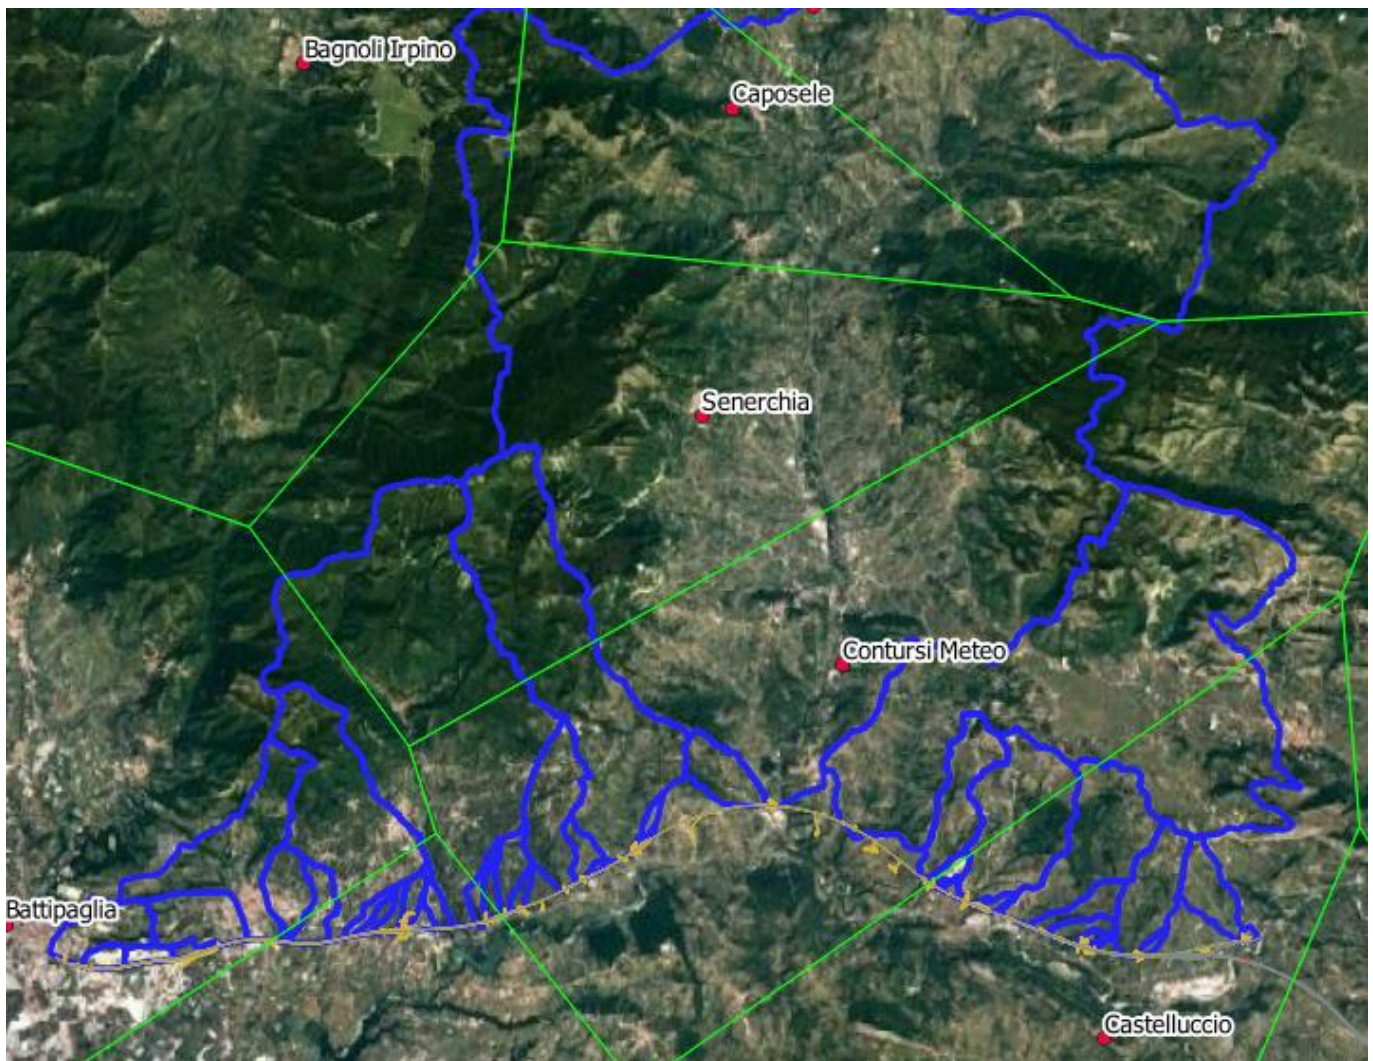 Bagnoli Irpino
Caposele
Senerchia
Contursi Meteo
Battipaglia
Castelluccio